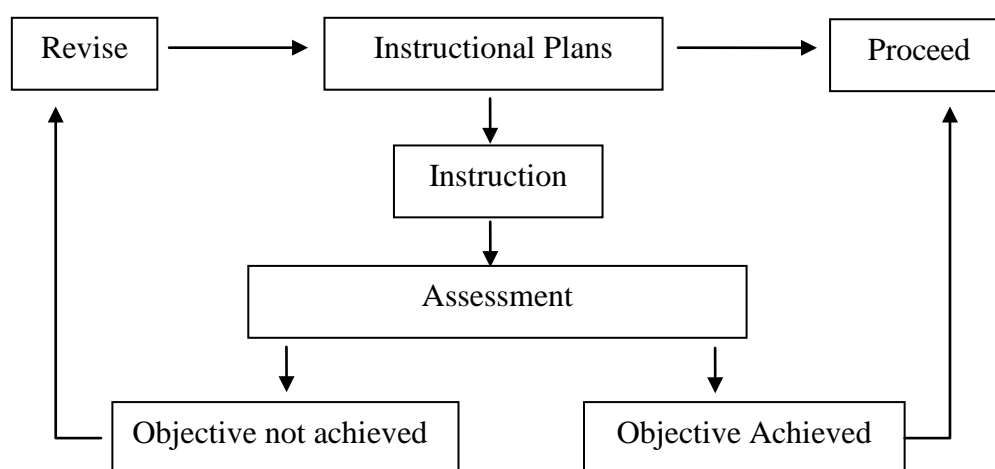 Revise
Instructional Plans
Proceed
Instruction
Assessment
Objective not achieved
Objective Achieved